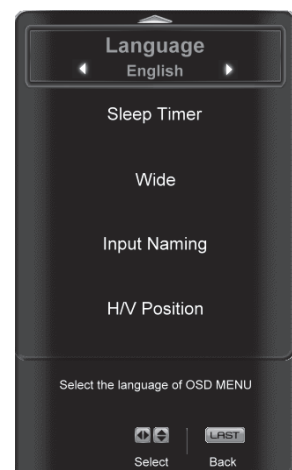 Language
English
Sleep Timer
Wide
Input Naming
H/V Position
Select the language of OSD MENU
LAST
Select Back